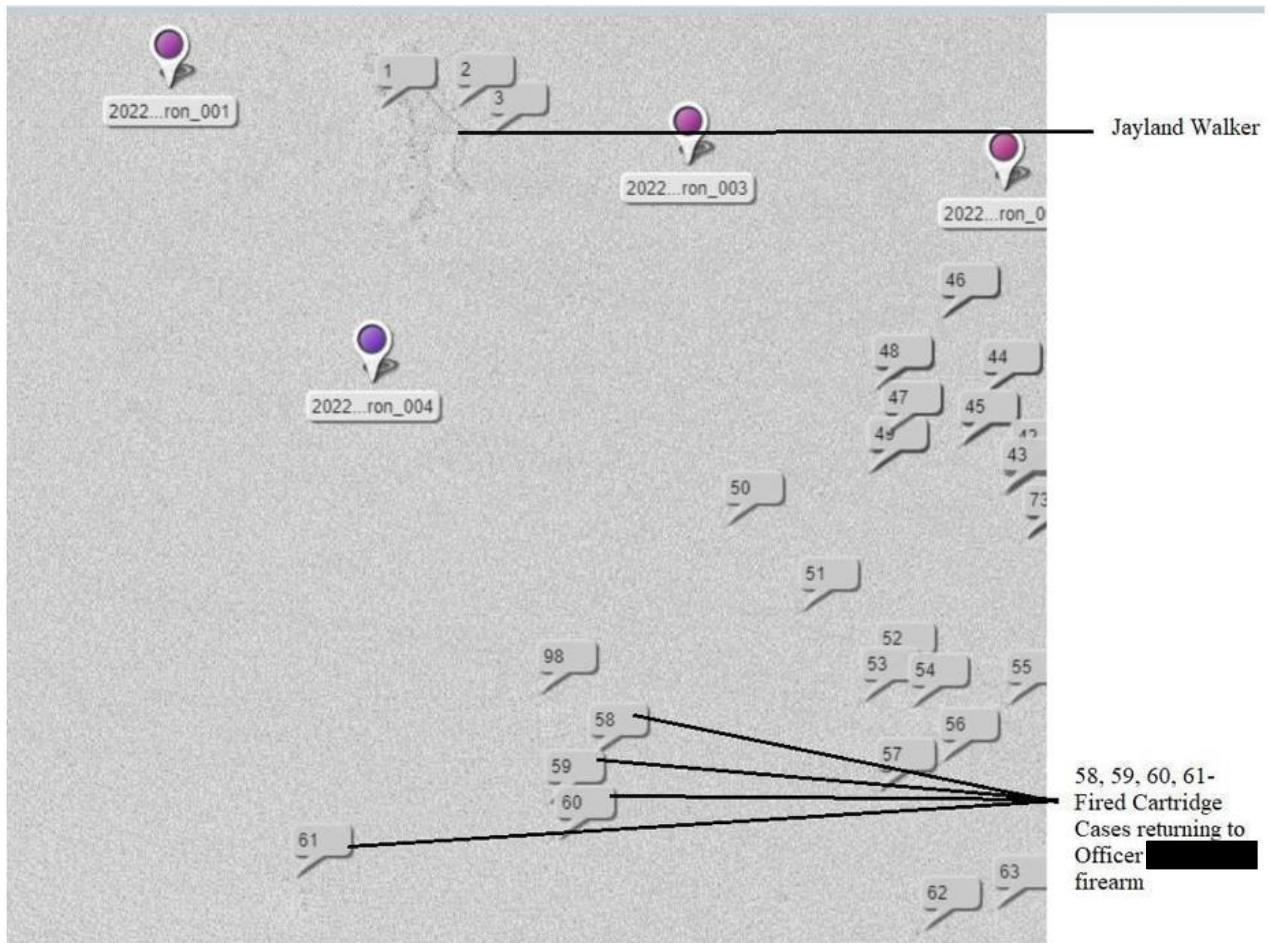 1
2
3
2022...ron_001
Jayland Walker
2022...ron_003
2022...ron_0
46
48
44
2022...ron_004
47
45
49
43
50
73
51
52
98
53
54
55
58
56
59
57
60
58, 59, 60, 61-
Fired Cartridge
Cases returning to
Officer
firearm
61
63
62